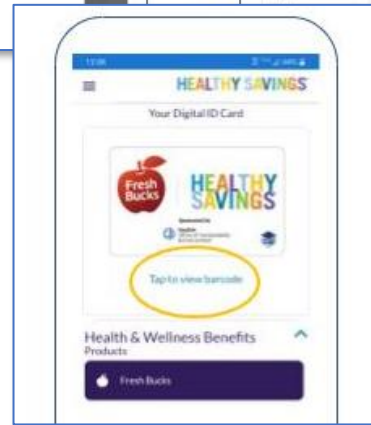 HEALTHY SAVINGS
Your Digital ID Card
Fresh
Bucks
HEALTHY
SAVINGS
Tap to view barcode
Health & Wellness Benefits
Products
Fresh Bucks